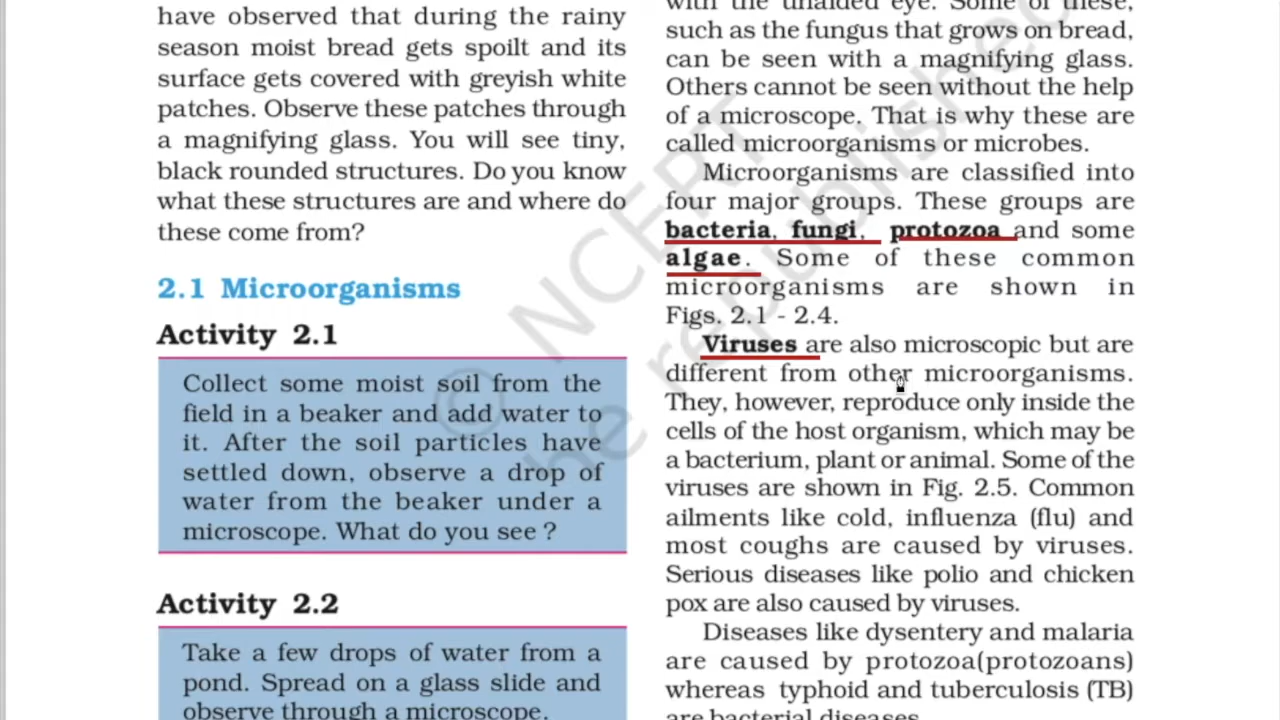 have observed that during the rainy
season moist bread gets spoilt and its
surface gets covered with greyish white
patches. Observe these patches through
a magnifying glass. You will see tiny,
black rounded structures. Do you know
what these structures are and where do
these come from?
2.1 Microorganisms
Activity 2.1
Collect some moist soil from the
field in a beaker and add water to
it. After the soil particles have
settled down, observe a drop of
water from the beaker under a
microscope. What do you see ?
Activity 2.2
Take a few drops of water from a
pond. Spread on a glass slide and
observe through a microscope.
with the unaided eye. Some of these,
such as the fungus that grows on bread,
can be seen with a magnifying glass.
Others cannot be seen without the help
of a microscope. That is why these are
called microorganisms or microbes.
Microorganisms are classified into
four major groups. These groups are
bacteria, fungi, protozoa and some
algae. Some of these common
microorganisms are shown in
Figs. 2.1 - 2.4.
Viruses are also microscopic but are
different from other microorganisms.
They, however, reproduce only inside the
cells of the host organism, which may be
a bacterium, plant or animal. Some of the
viruses are shown in Fig. 2.5. Common
ailments like cold, influenza (flu) and
most coughs are caused by viruses.
Serious diseases like polio and chicken
pox are also caused by viruses.
Diseases like dysentery and malaria
are caused by protozoa(protozoans)
whereas typhoid and tuberculosis (TB)
are bacterial diseases.
© NCERT
he republished